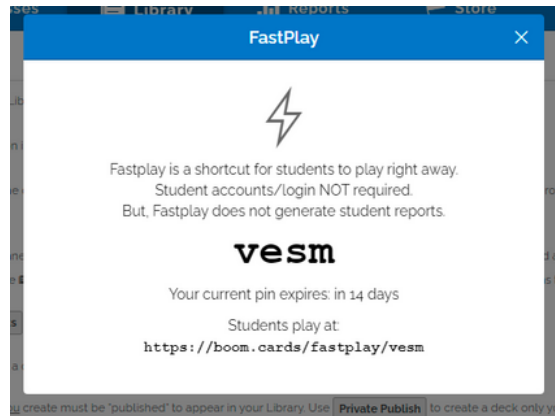 Library
Reports
Store
FastPlay
Fastplay is a shortcut for students to play right away.
Student accounts/login NOT required.
But, Fastplay does not generate student reports.
vesm
Your current pin expires: in 14 days
Students play at:
https://boom.cards/fastplay/vesm
create must be "published" to appear in your Library. Use Private Publish to create a deck only